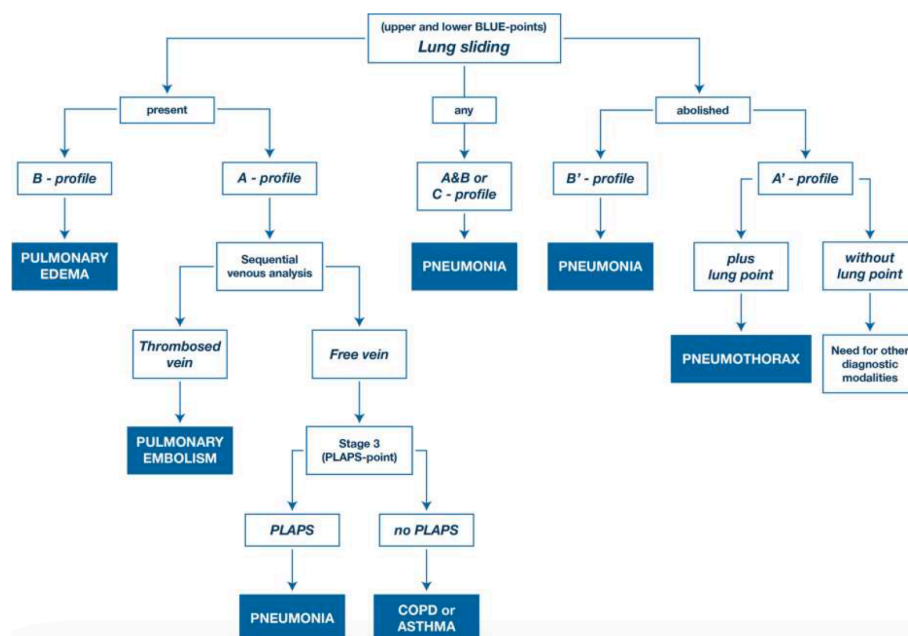 (upper and lower BLUE-points)
Lung sliding
present
any
abolished
B - profile
A - profile
A&B or
C - profile
B’ - profile
A’ - profile
PULMONARY
EDEMA
Sequential
venous analysis
PNEUMONIA
PNEUMONIA
plus
lung point
without
lung point
Thrombosed
vein
Free vein
PNEUMOTHORAX
Need for other
diagnostic
modalities
PULMONARY
EMBOLISM
Stage 3
(PLAPS-point)
PLAPS
no PLAPS
PNEUMONIA
COPD or
ASTHMA